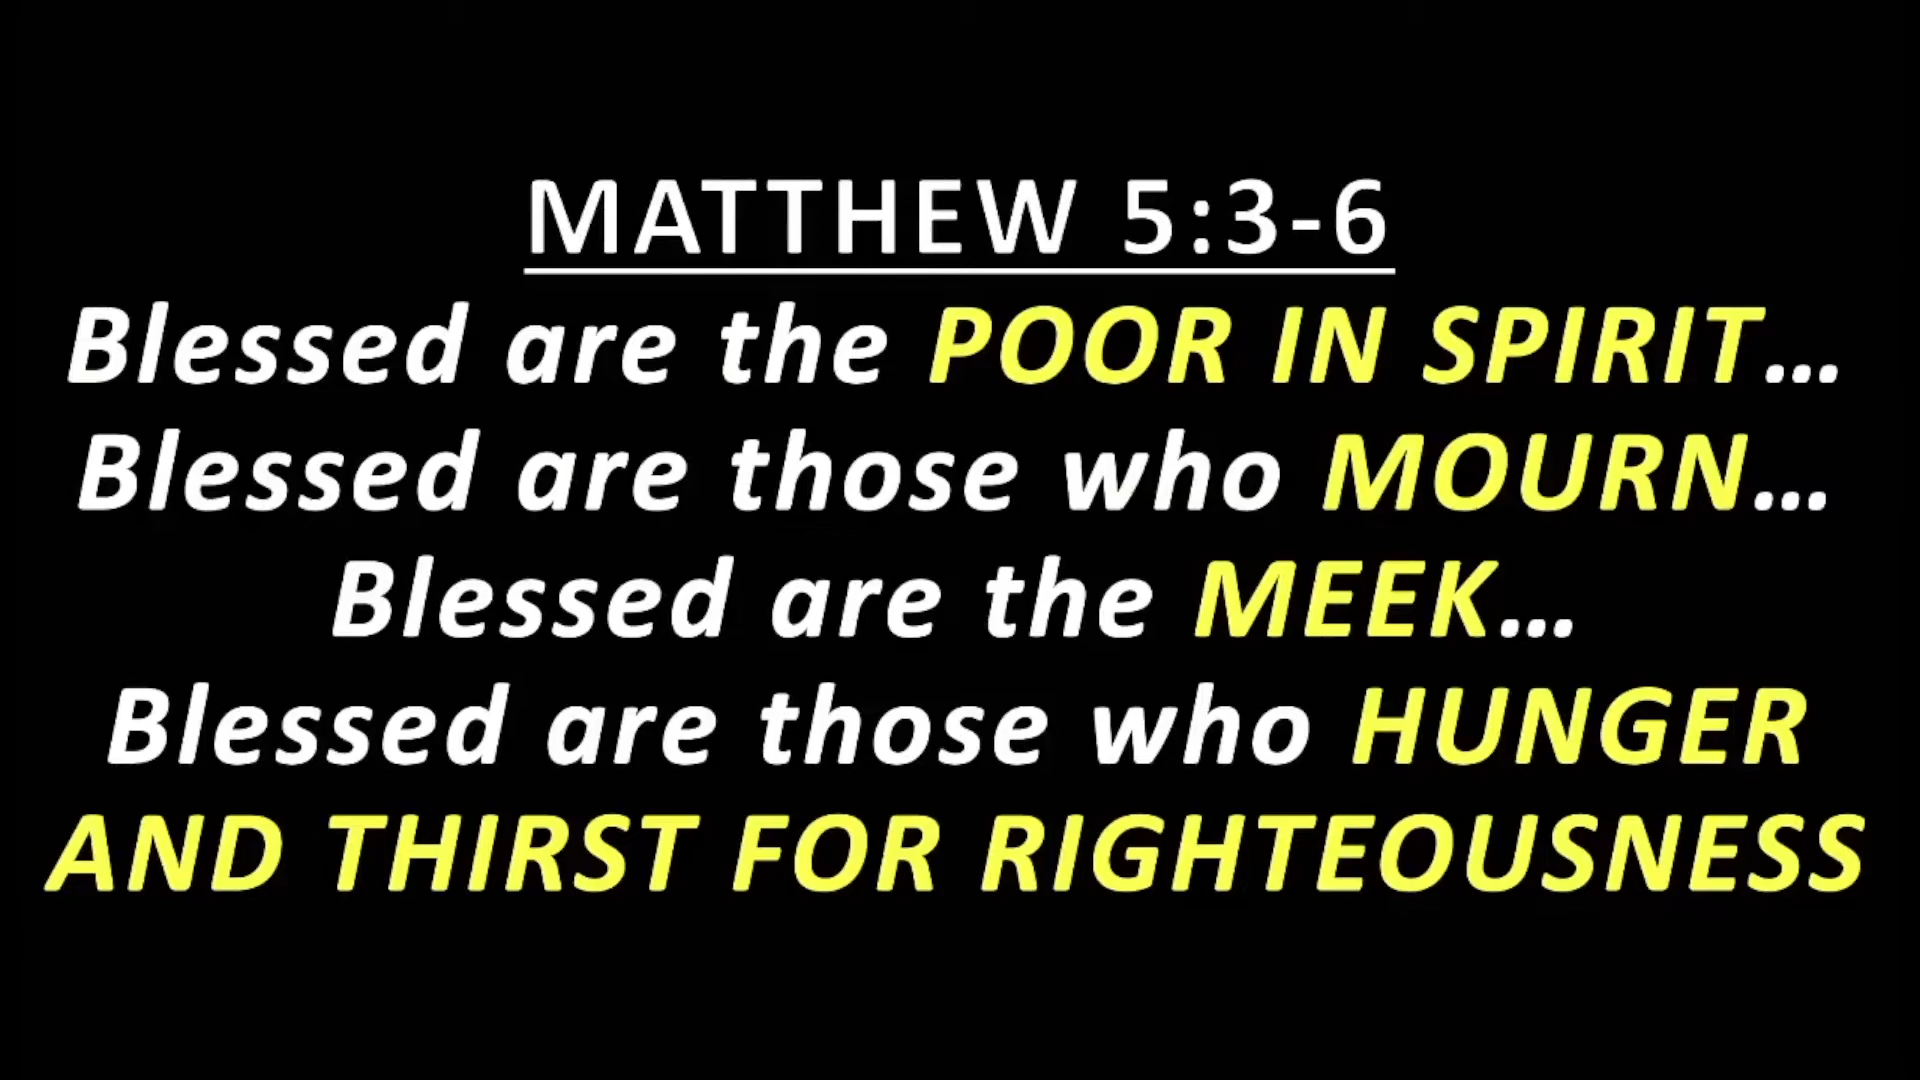 MATTHEW 5:3-6
Blessed are the POOR IN SPIRIT...
Blessed are those who MOURN...
Blessed are the MEEK...
Blessed are those who HUNGER
AND THIRST FOR RIGHTEOUSNESS